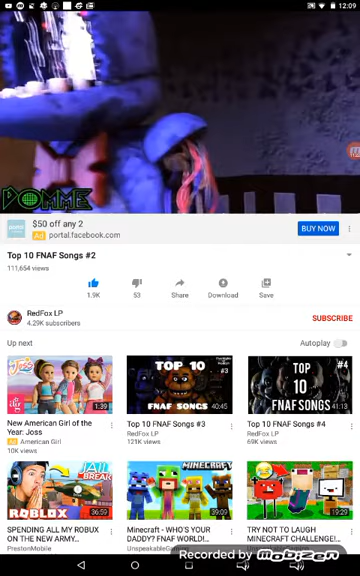 12:09
DOMME
$50 off any 2
Ad portal.facebook.com
BUY NOW
Top 10 FNAF Songs #2
111,654 views
1.9K
53
Share
Download
Save
RedFox LP
4.29K subscribers
SUBSCRIBE
Up next
Autoplay
1:39
TOP 10
#3
FNAF SONGS
40:45
TOP
10
#4
FNAF SONGS
41:13
New American Girl of the
Year: Joss
Ad American Girl
10K views
Top 10 FNAF Songs #3
RedFox LP
121K views
Top 10 FNAF Songs #4
RedFox LP
69K views
JAIL
BREAK
ROBLOX
36:59
MINECRAFT
39:09
19:29
SPENDING ALL MY ROBUX
ON THE NEW ARMY...
PrestonMobile
Minecraft - WHO'S YOUR
DADDY? FNAF WORLD!...
UnspeakableGaming
TRY NOT TO LAUGH
MINECRAFT CHALLENGE!...
Recorded by Mobizen